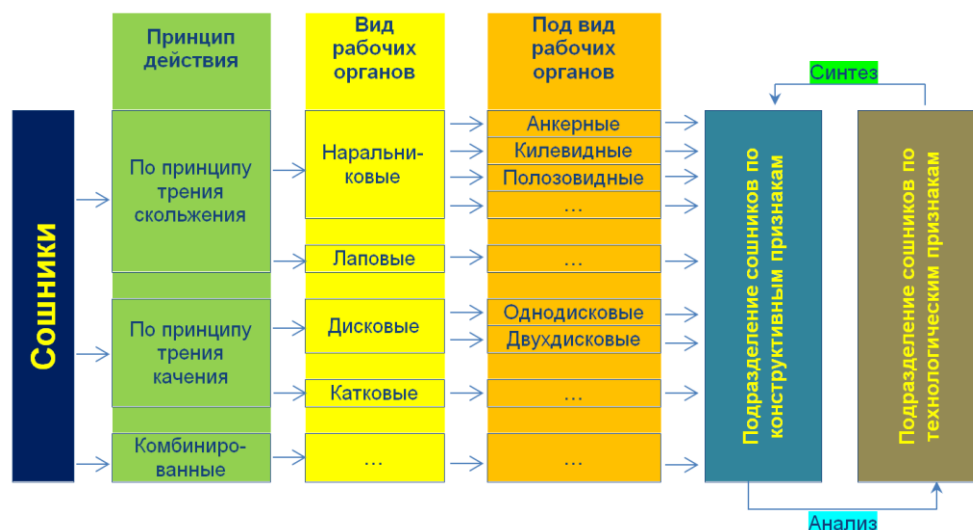 Принцип
действия
Вид
рабочих
органов
Под вид
рабочих
органов
Синтез
Сошники
По принципу
трения
скольжения
Наральни-
ковые
Анкерные
Килевидные
Полозовидные
...
Лаповые
...
По принципу
трения
качения
Дисковые
Однодисковые
Двухдисковые
Катковые
...
Комбиниро-
ванные
...
...
Подразделение сошников по
конструктивным признакам
Подразделение сошников по
технологическим признакам
Анализ